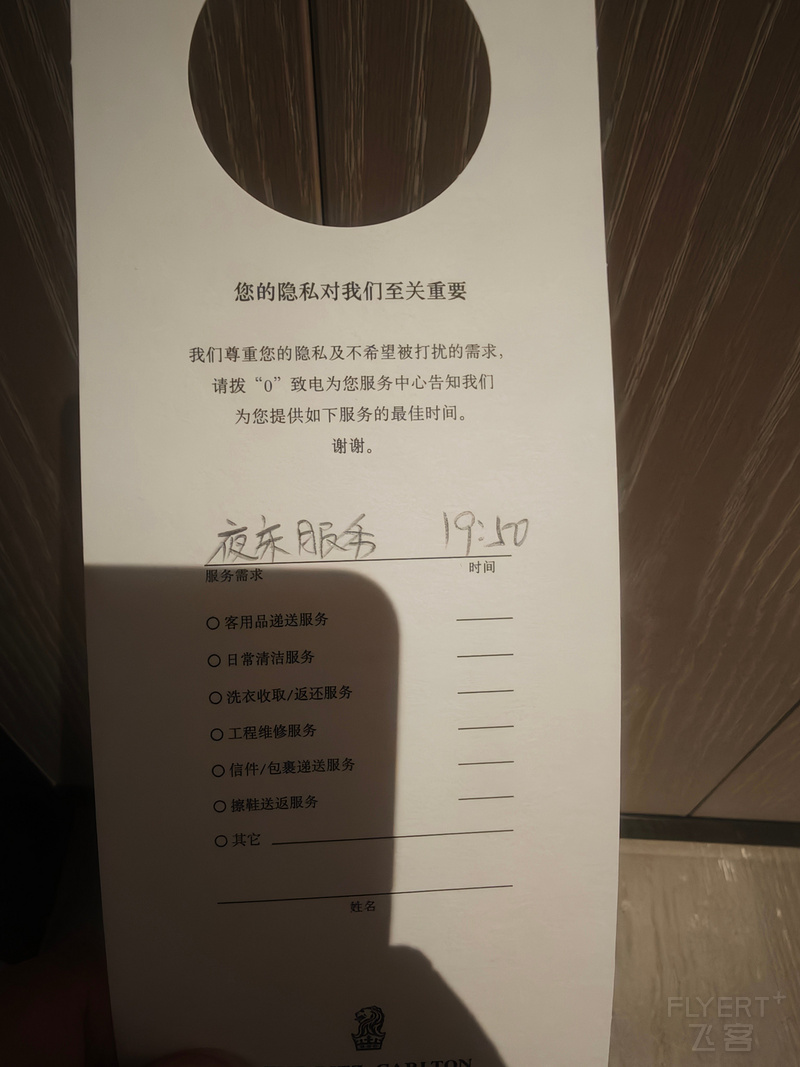 您的隐私对我们至关重要
我们尊重您的隐私及不希望被打扰的需求，
请拨“0”致电为您服务中心告知我们
为您提供如下服务的最佳时间。
谢谢。
夜床服务 19:50
服务需求 时间
客用品递送服务
日常清洁服务
洗衣收取/返还服务
工程维修服务
信件/包裹递送服务
擦鞋送返服务
其它
姓名
CARLTON
FLYERT+
飞客